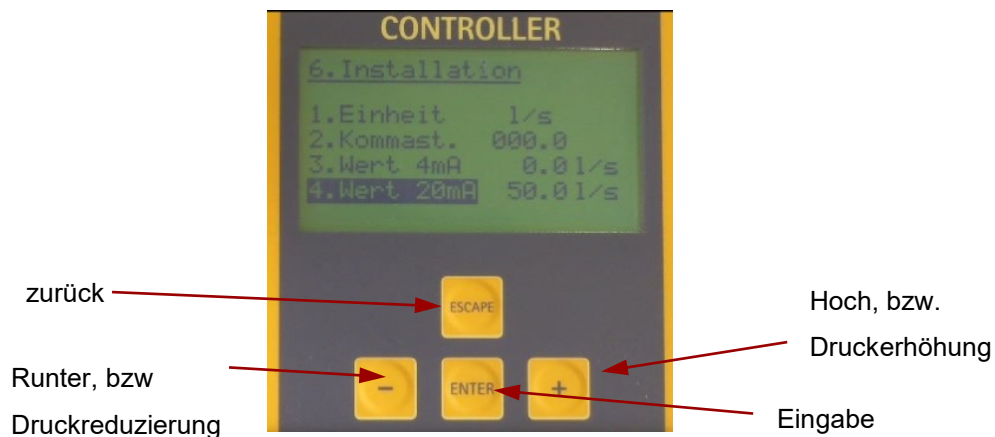 CONTROLLER
6.Installation
1.Einheit l/s
2.Kommast. 000.0
3.Wert 4mA 0.0 l/s
4.Wert 20mA 50.0 l/s
zurück
ESCAPE
Hoch, bzw.
Druckerhöhung
Runter, bzw
Druckreduzierung
-
ENTER
+
Eingabe